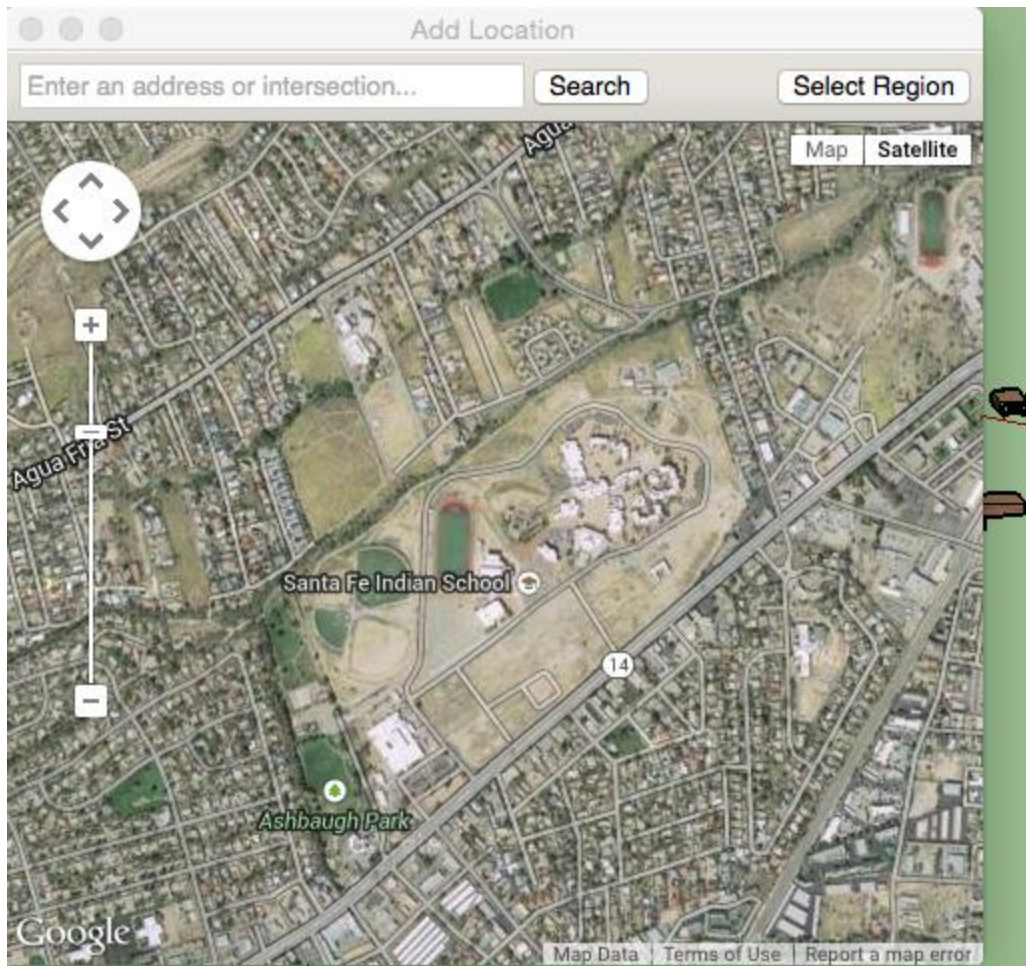 Add Location
Enter an address or intersection...
Search
Select Region
Agua
Map
Satellite
Agua Fria St
Santa Fe Indian School
14
Ashbaugh Park
Google
Map Data
Terms of Use
Report a map error